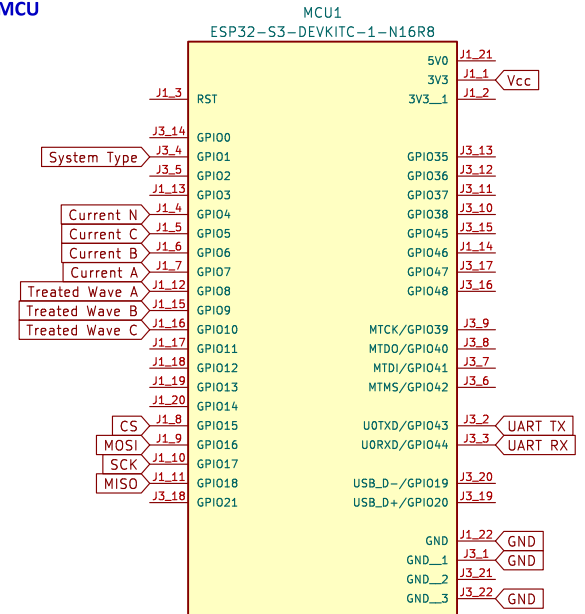 MCU
MCU1
ESP32-S3-DEVKITC-1-N16R8
5V0 J1_21
3V3 J1_1 Vcc
J1_3 RST 3V3__1 J1_2
J3_14 GPIO0
System Type J3_4 GPIO1 GPIO35 J3_13
J3_5 GPIO2 GPIO36 J3_12
J1_13 GPIO3 GPIO37 J3_11
Current N J1_4 GPIO4 GPIO38 J3_10
Current C J1_5 GPIO5 GPIO45 J3_15
Current B J1_6 GPIO6 GPIO46 J1_14
Current A J1_7 GPIO7 GPIO47 J3_17
Treated Wave A J1_12 GPIO8 GPIO48 J3_16
Treated Wave B J1_15 GPIO9
Treated Wave C J1_16 GPIO10 MTCK/GPIO39 J3_9
J1_17 GPIO11 MTDO/GPIO40 J3_8
J1_18 GPIO12 MTDI/GPIO41 J3_7
J1_19 GPIO13 MTMS/GPIO42 J3_6
J1_20 GPIO14
CS J1_8 GPIO15 U0TXD/GPIO43 J3_2 UART TX
MOSI J1_9 GPIO16 U0RXD/GPIO44 J3_3 UART RX
SCK J1_10 GPIO17
MISO J1_11 GPIO18 USB_D-/GPIO19 J3_20
J3_18 GPIO21 USB_D+/GPIO20 J3_19
GND J1_22 GND
GND__1 J3_1 GND
GND__2 J3_21
GND__3 J3_22 GND